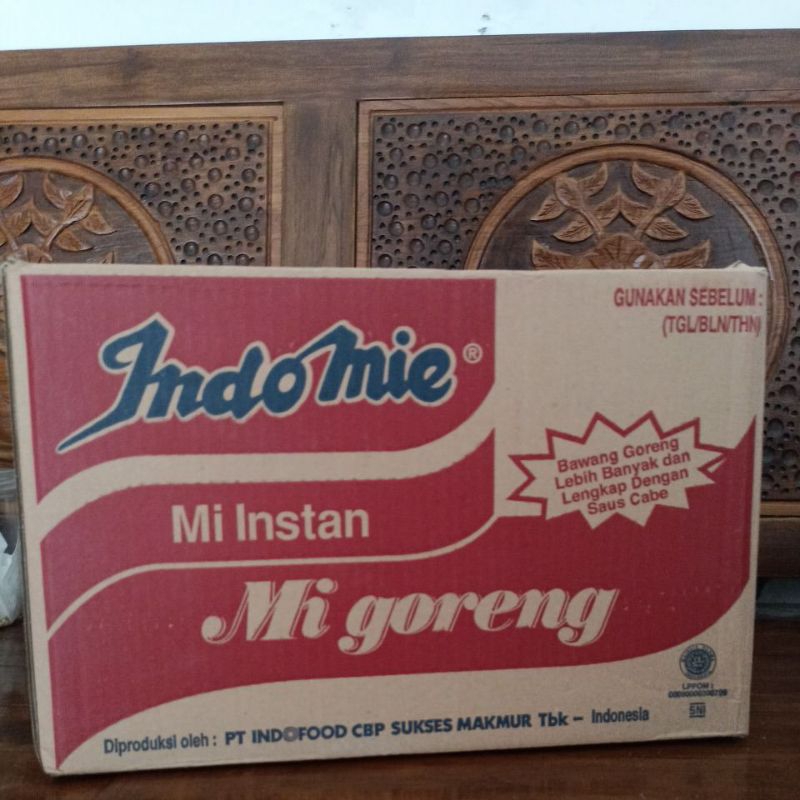 Indomie®
GUNAKAN SEBELUM :
(TGL/BLN/THN)
Bawang Goreng
Lebih Banyak dan
Lengkap Dengan
Saus Cabe
Mi Instan
Mi goreng
LPPOM :
SNI
Diproduksi oleh : PT INDOFOOD CBP SUKSES MAKMUR Tbk – Indonesia